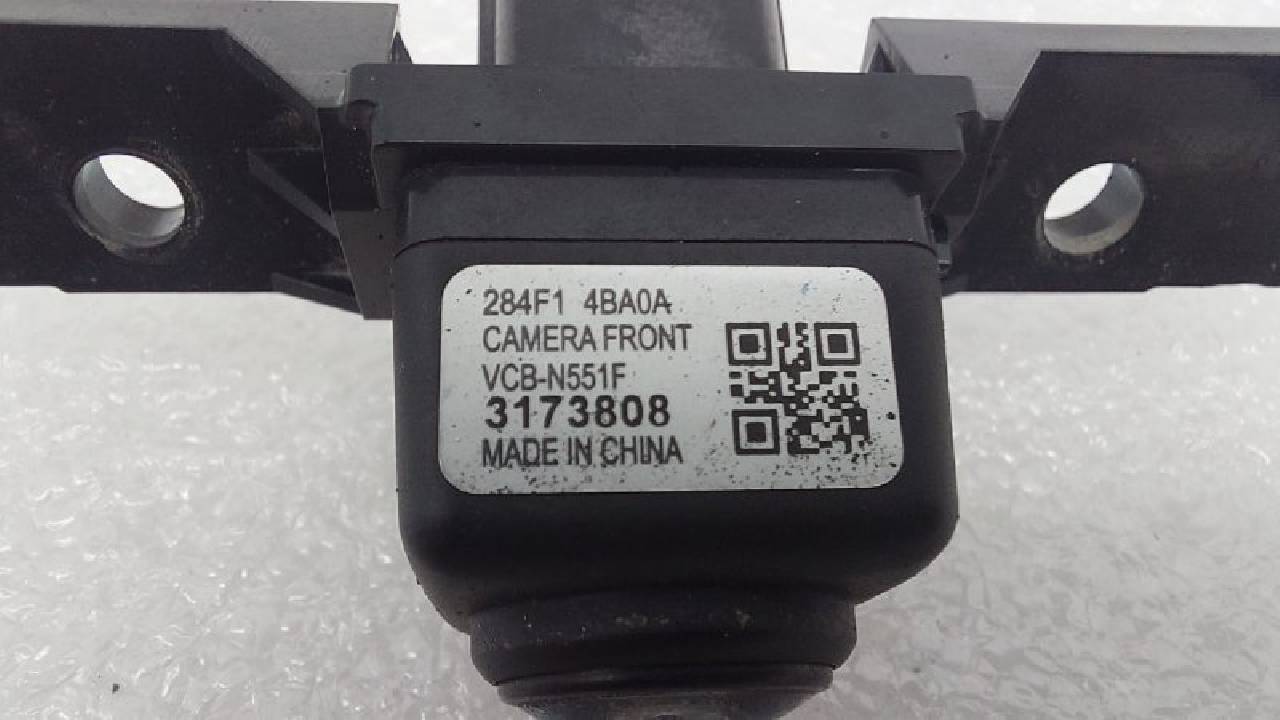 284F1 4BA0A
CAMERA FRONT
VCB-N551F
3173808
MADE IN CHINA